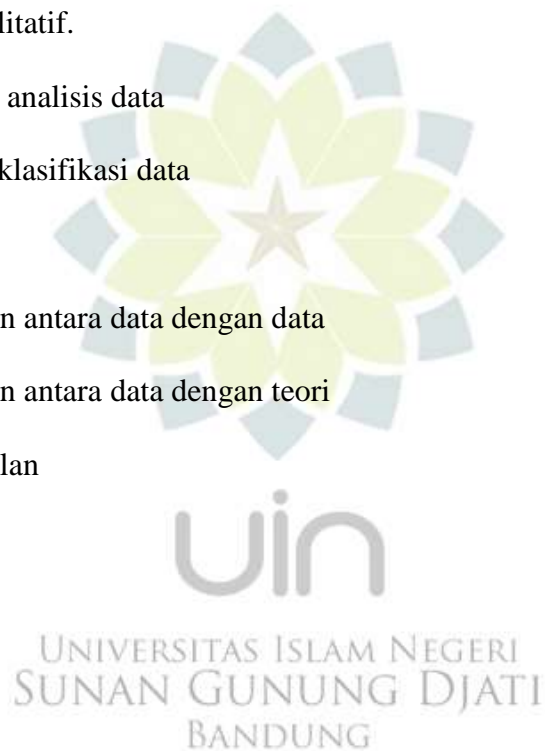 litatif.
analisis data
klasifikasi data
n antara data dengan data
n antara data dengan teori
lan
uin
UNIVERSITAS ISLAM NEGERI
SUNAN GUNUNG DJATI
BANDUNG